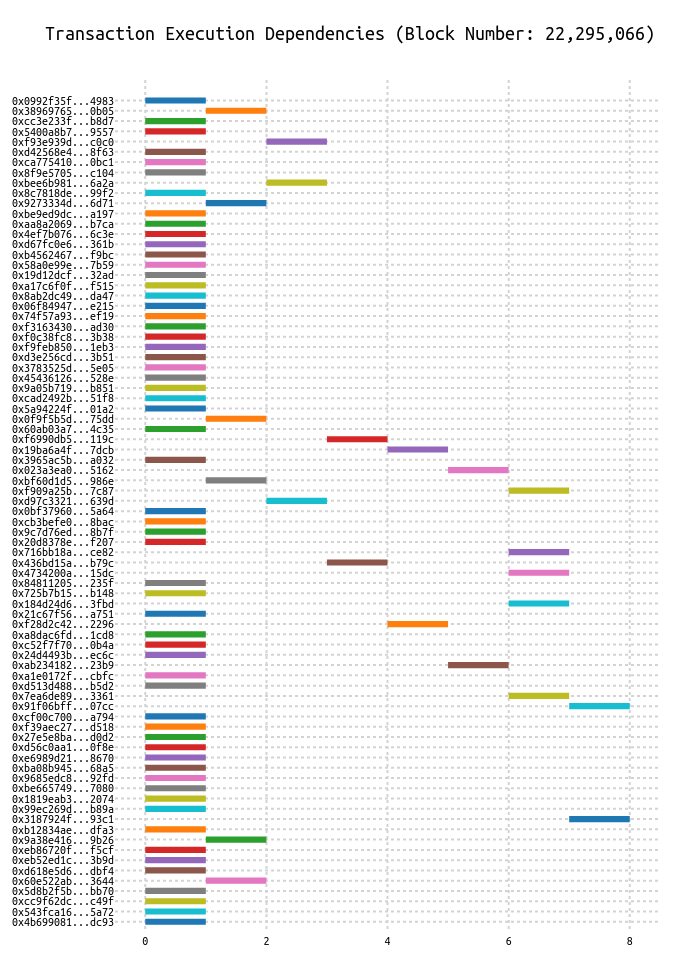 Transaction Execution Dependencies (Block Number: 22,295,066)
0x0992f35f...4983
0x38969765...0b05
0xcc3e233f...b8d7
0x5400a8b7...9557
0xf93e939d...c0c0
0xd42568e4...8f63
0xca775410...0bc1
0x8f9e5705...c104
0xbee6b981...6a2a
0x8c7818de...99f2
0x9273334d...6d71
0xbe9ed9dc...a197
0xaa8a2069...b7ca
0x4ef7b076...6c3e
0xd67fc0e6...361b
0xb4562467...f9bc
0x58a0e99e...7b59
0x19d12dcf...32ad
0xa17c6f0f...f515
0x8ab2dc49...da47
0x06f84947...e215
0x74f57a93...ef19
0xf3163430...ad30
0xf0c38fc8...3b38
0xf9feb850...1eb3
0xd3e256cd...3b51
0x3783525d...5e05
0x45436126...528e
0x9a05b719...b851
0xcad2492b...51f8
0x5a94224f...01a2
0x0f9f5b5d...75dd
0x60ab03a7...4c35
0xf6990db5...119c
0x19ba6a4f...7dcb
0x3965ac5b...a032
0x023a3ea0...5162
0xbf60d1d5...986e
0xf909a25b...7c87
0xd97c3321...639d
0x0bf37960...5a64
0xcb3befe0...8bac
0x9c7d76ed...8b7f
0x20d8378e...f207
0x716bb18a...ce82
0x436bd15a...b79c
0x4734200a...15dc
0x84811205...235f
0x725b7b15...b148
0x184d24d6...3fbd
0x21c67f56...a751
0xf28d2c42...2296
0xa8dac6fd...1cd8
0xc52f7f70...0b4a
0x24d4493b...ec6c
0xab234182...23b9
0xa1e0172f...cbfc
0xd513d488...b5d2
0x7ea6de89...3361
0x91f06bff...07cc
0xcf00c700...a794
0xf39aec27...d518
0x27e5e8ba...d0d2
0xd56c0aa1...0f8e
0xe6989d21...8670
0xba08b945...68a5
0x9685edc8...92fd
0xbe665749...7080
0x1819eab3...2074
0x99ec269d...b89a
0x3187924f...93c1
0xb12834ae...dfa3
0x9a38e416...9b26
0xeb86720f...f5cf
0xeb52ed1c...3b9d
0xd618e5d6...dbf4
0x60e522ab...3644
0x5d8b2f5b...bb70
0xcc9f62dc...c49f
0x543fca16...5a72
0x4b699081...dc93
0 2 4 6 8